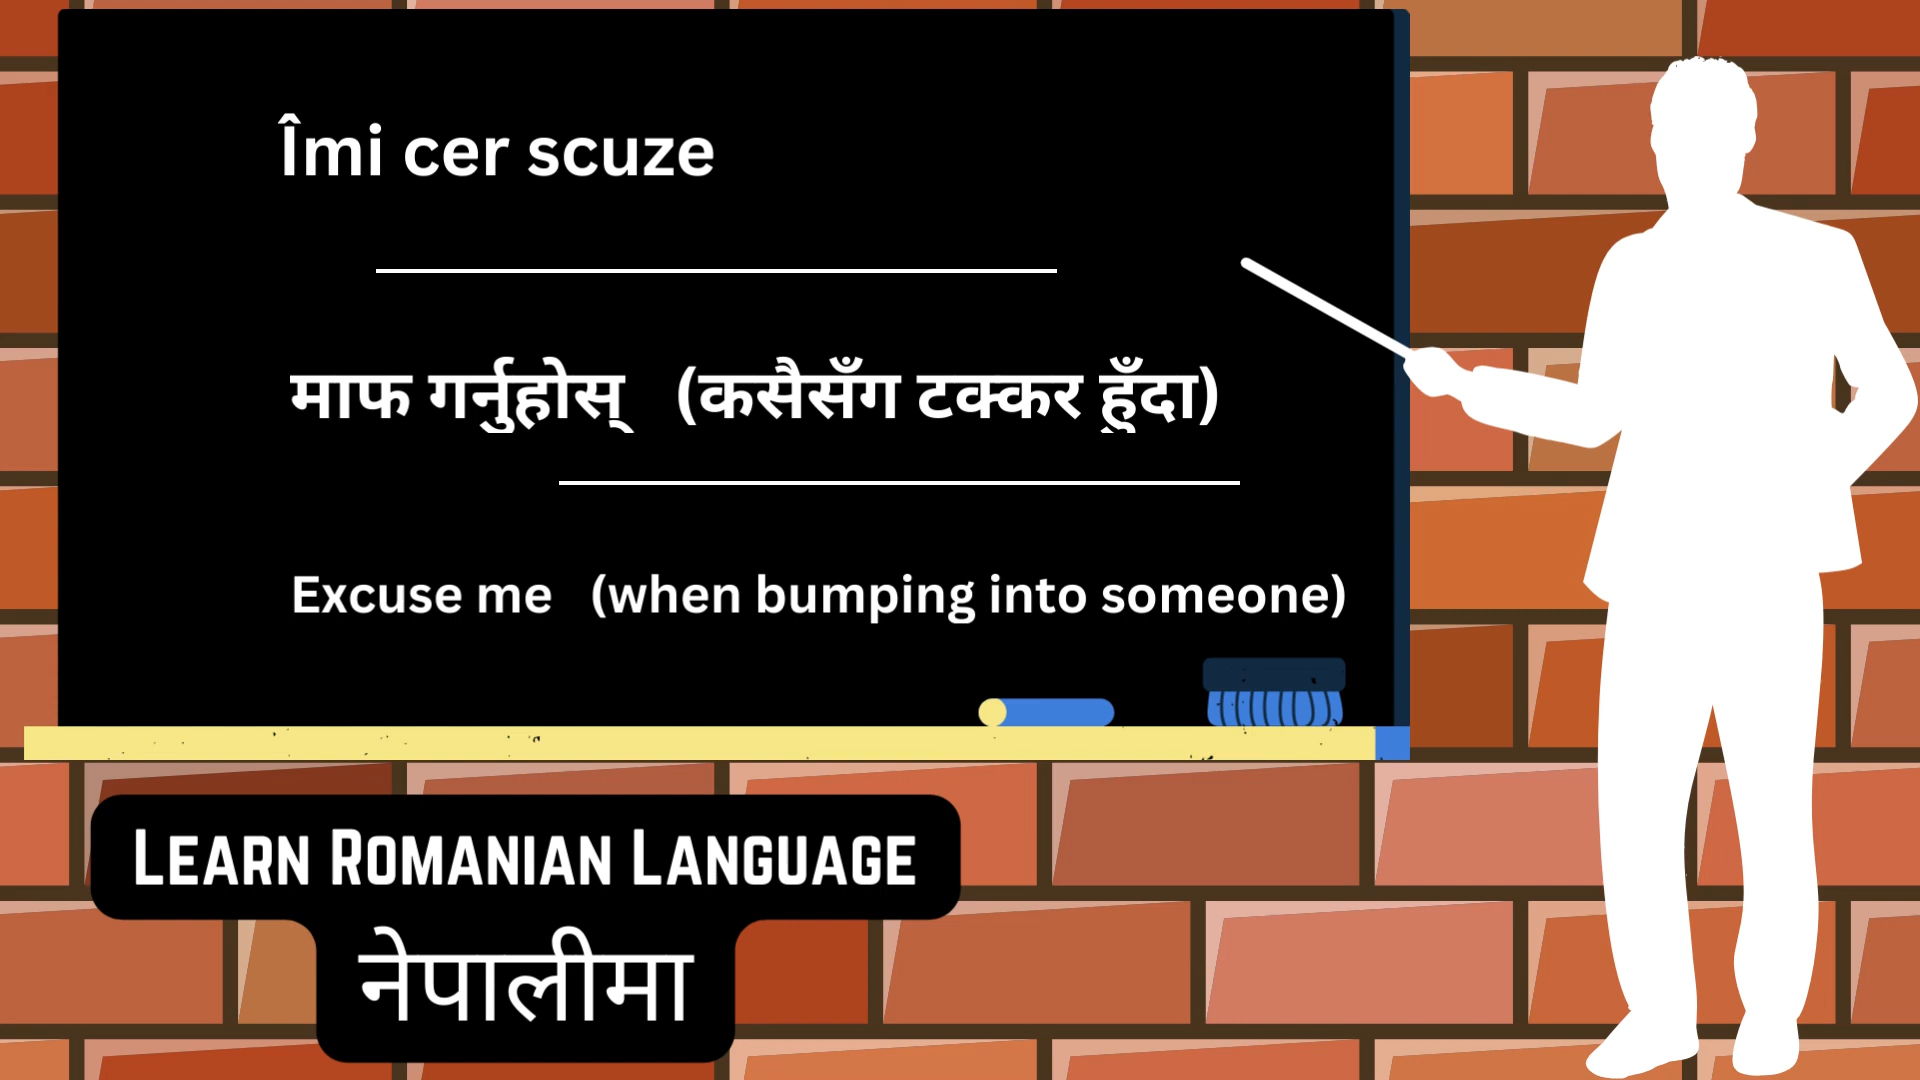 Îmi cer scuze
माफ गर्नुहोस् (कसैसँग टक्कर हुँदा)
Excuse me (when bumping into someone)
Learn Romanian Language
नेपालीमा